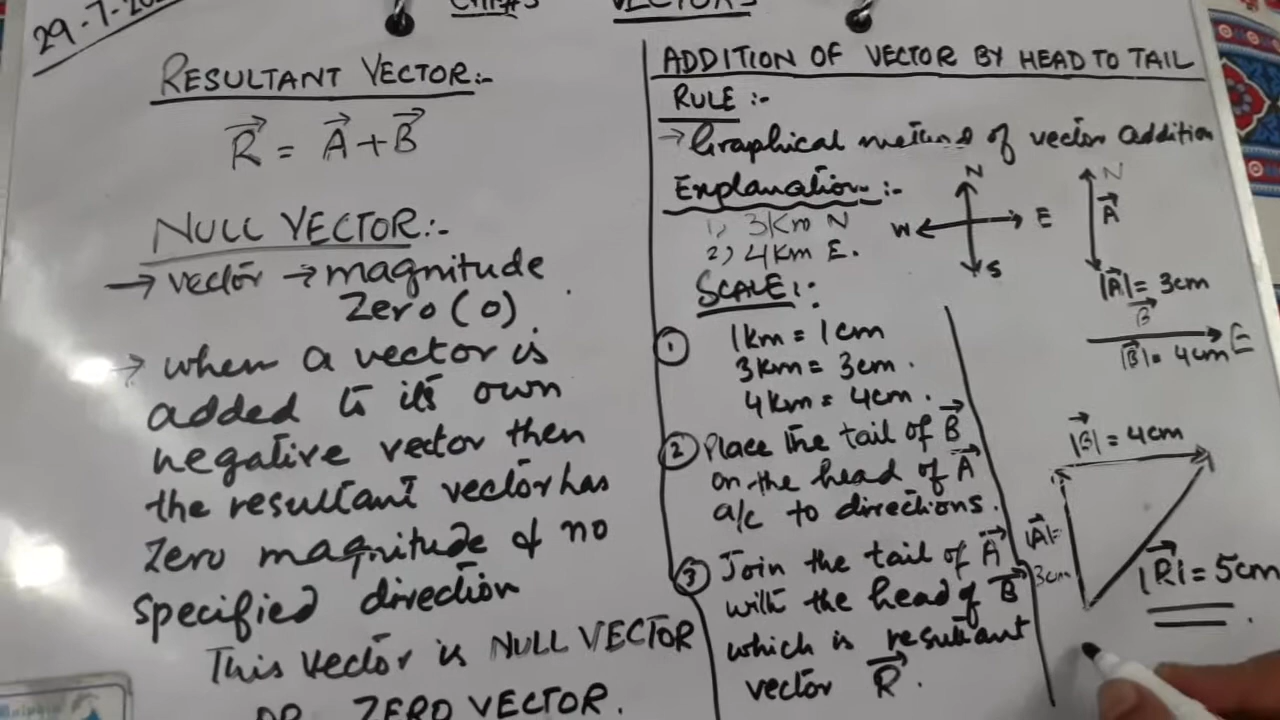 29-7-20
VECTORS
RESULTANT VECTOR:-
R = A + B
NULL VECTOR:-
→ vector → magnitude
Zero (0).
→ when a vector is
added to its own
negative vector then
the resultant vector has
Zero magnitude & no
specified direction
This vector is NULL VECTOR
OR ZERO VECTOR.
ADDITION OF VECTOR BY HEAD TO TAIL
RULE :-
→ Graphical method of vector addition
Explanation :-
1) 3Km N
2) 4Km E.
N
W
E
S
N
A
|A| = 3cm
B
E
|B| = 4cm
SCALE :-
① 1km = 1cm
3km = 3cm.
4km = 4cm.
② Place the tail of B
on the head of A
a/c to directions.
③ Join the tail of A
with the head of B
which is resultant
vector R.
|B| = 4cm
|A| =
3cm
|R| = 5cm